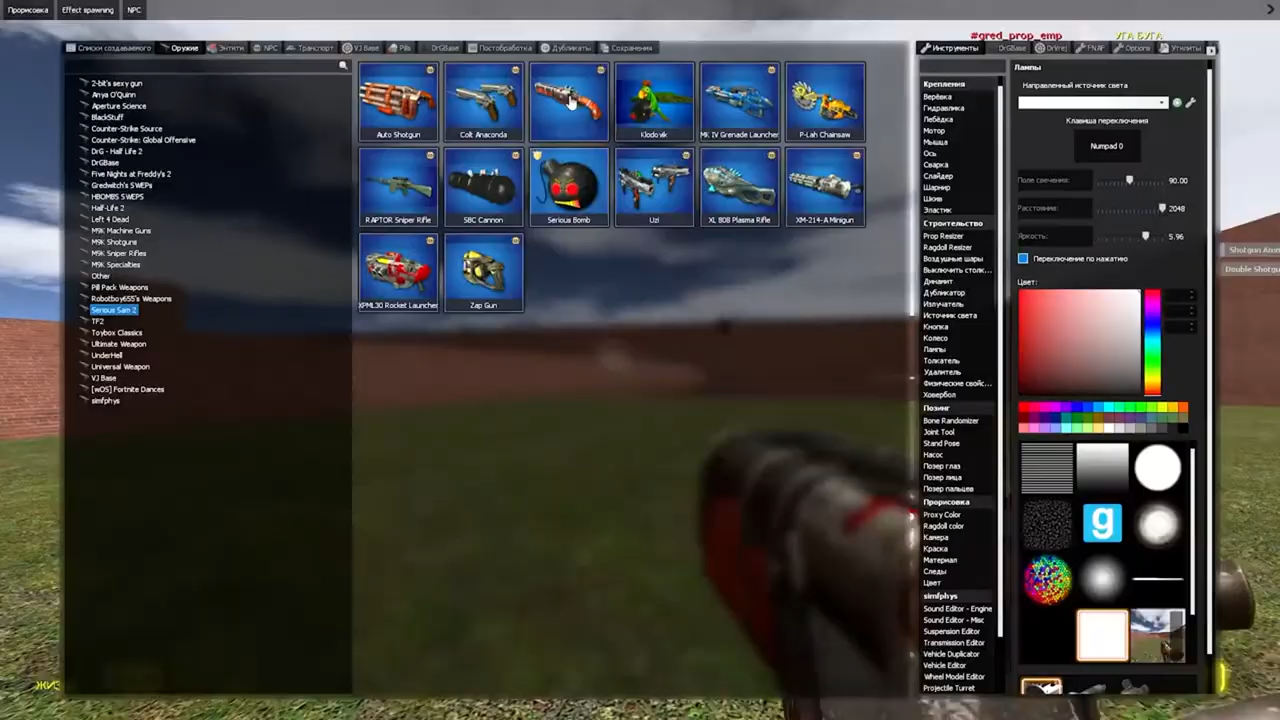 Прорисовка
Effect spawning
NPC
#gred_prop_emp
УГА БУГА
Списки создаваемого
Оружие
Энтити
NPC
Транспорт
VJ Base
Pills
DrGBase
Постобработка
Дубликаты
Сохранения
Инструменты
DrGBase
FNAF
Options
Утилиты
2-bit's sexy gun
Anya O'Quinn
Aperture Science
BlackStuff
Counter-Strike Source
Counter-Strike: Global Offensive
DrG - Half Life 2
DrGBase
Five Nights at Freddy's 2
Gredwitch's SWEPs
HBOMBS SWEPS
Half-Life 2
Left 4 Dead
M9K Machine Guns
M9K Shotguns
M9K Sniper Rifles
M9K Specialties
Other
Pill Pack Weapons
Robotboy655's Weapons
Serious Sam 2
TF2
Toybox Classics
Ultimate Weapon
UnderHell
Universal Weapon
VJ Base
[wOS] Fortnite Dances
simfphys
Auto Shotgun
Colt Anaconda
Klodovik
MK IV Grenade Launcher
P-Lah Chainsaw
RAPTOR Sniper Rifle
SBC Cannon
Serious Bomb
Uzi
XL 808 Plasma Rifle
XM-214-A Minigun
XPML30 Rocket Launcher
Zap Gun
Крепления
Верёвка
Гидравлика
Лебёдка
Мотор
Мышца
Ось
Сварка
Слайдер
Шарнир
Шкив
Эластик
Строительство
Prop Resizer
Ragdoll Resizer
Воздушные шары
Выключить столк...
Динамит
Дубликатор
Излучатель
Источник света
Кнопка
Колесо
Лампы
Толкатель
Удалитель
Физические свойс...
Ховербол
Позинг
Bone Randomizer
Joint Tool
Stand Pose
Насос
Позер глаз
Позер лица
Позер пальцев
Прорисовка
Proxy Color
Ragdoll color
Камера
Краска
Материал
Следы
Цвет
simfphys
Sound Editor - Engine
Sound Editor - Misc
Suspension Editor
Transmission Editor
Vehicle Duplicator
Vehicle Editor
Wheel Model Editor
Projectile Turret
Лампы
Направленный источник света
Клавиша переключения
Numpad 0
Поле свечения:
90.00
Расстояние:
2048
Яркость:
5.96
Переключение по нажатию
Цвет:
g
Double Shotgu
ЖИЗ